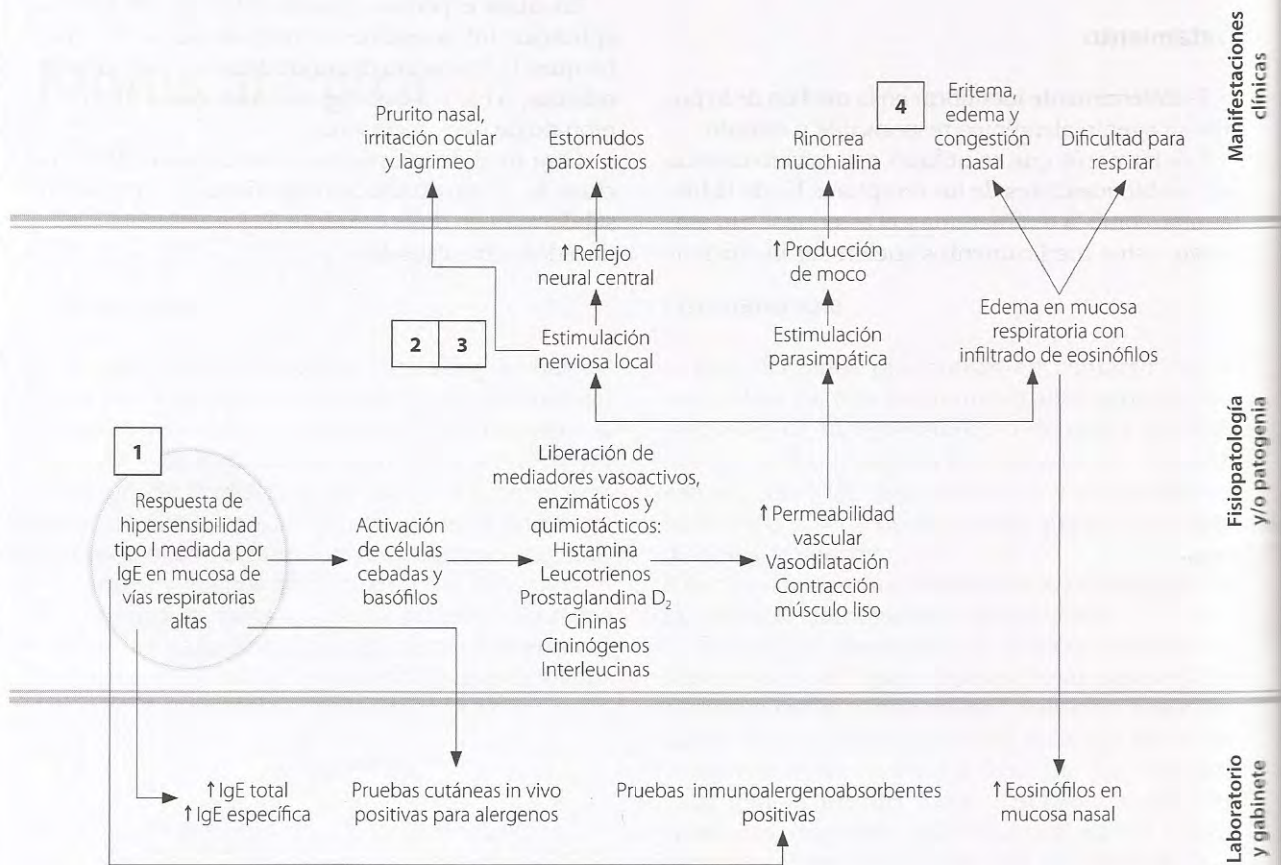 Manifestaciones
clínicas
Prurito nasal,
irritación ocular
y lagrimeo
Estornudos
paroxísticos
Rinorrea
mucohialina
4
Eritema,
edema y
congestión
nasal
Dificultad para
respirar
Fisiopatología
y/o patogenia
↑ Reflejo
neural central
↑ Producción
de moco
2 3
Estimulación
nerviosa local
Estimulación
parasimpática
Edema en mucosa
respiratoria con
infiltrado de eosinófilos
1
Respuesta de
hipersensibilidad
tipo I mediada por
IgE en mucosa de
vías respiratorias
altas
Activación
de células
cebadas y
basófilos
Liberación de
mediadores vasoactivos,
enzimáticos y
quimiotácticos:
Histamina
Leucotrienos
Prostaglandina D₂
Cininas
Cininógenos
Interleucinas
↑ Permeabilidad
vascular
Vasodilatación
Contracción
músculo liso
Laboratorio
y gabinete
↑ IgE total
↑ IgE específica
Pruebas cutáneas in vivo
positivas para alergenos
Pruebas inmunoalergenoabsorbentes
positivas
↑ Eosinófilos en
mucosa nasal